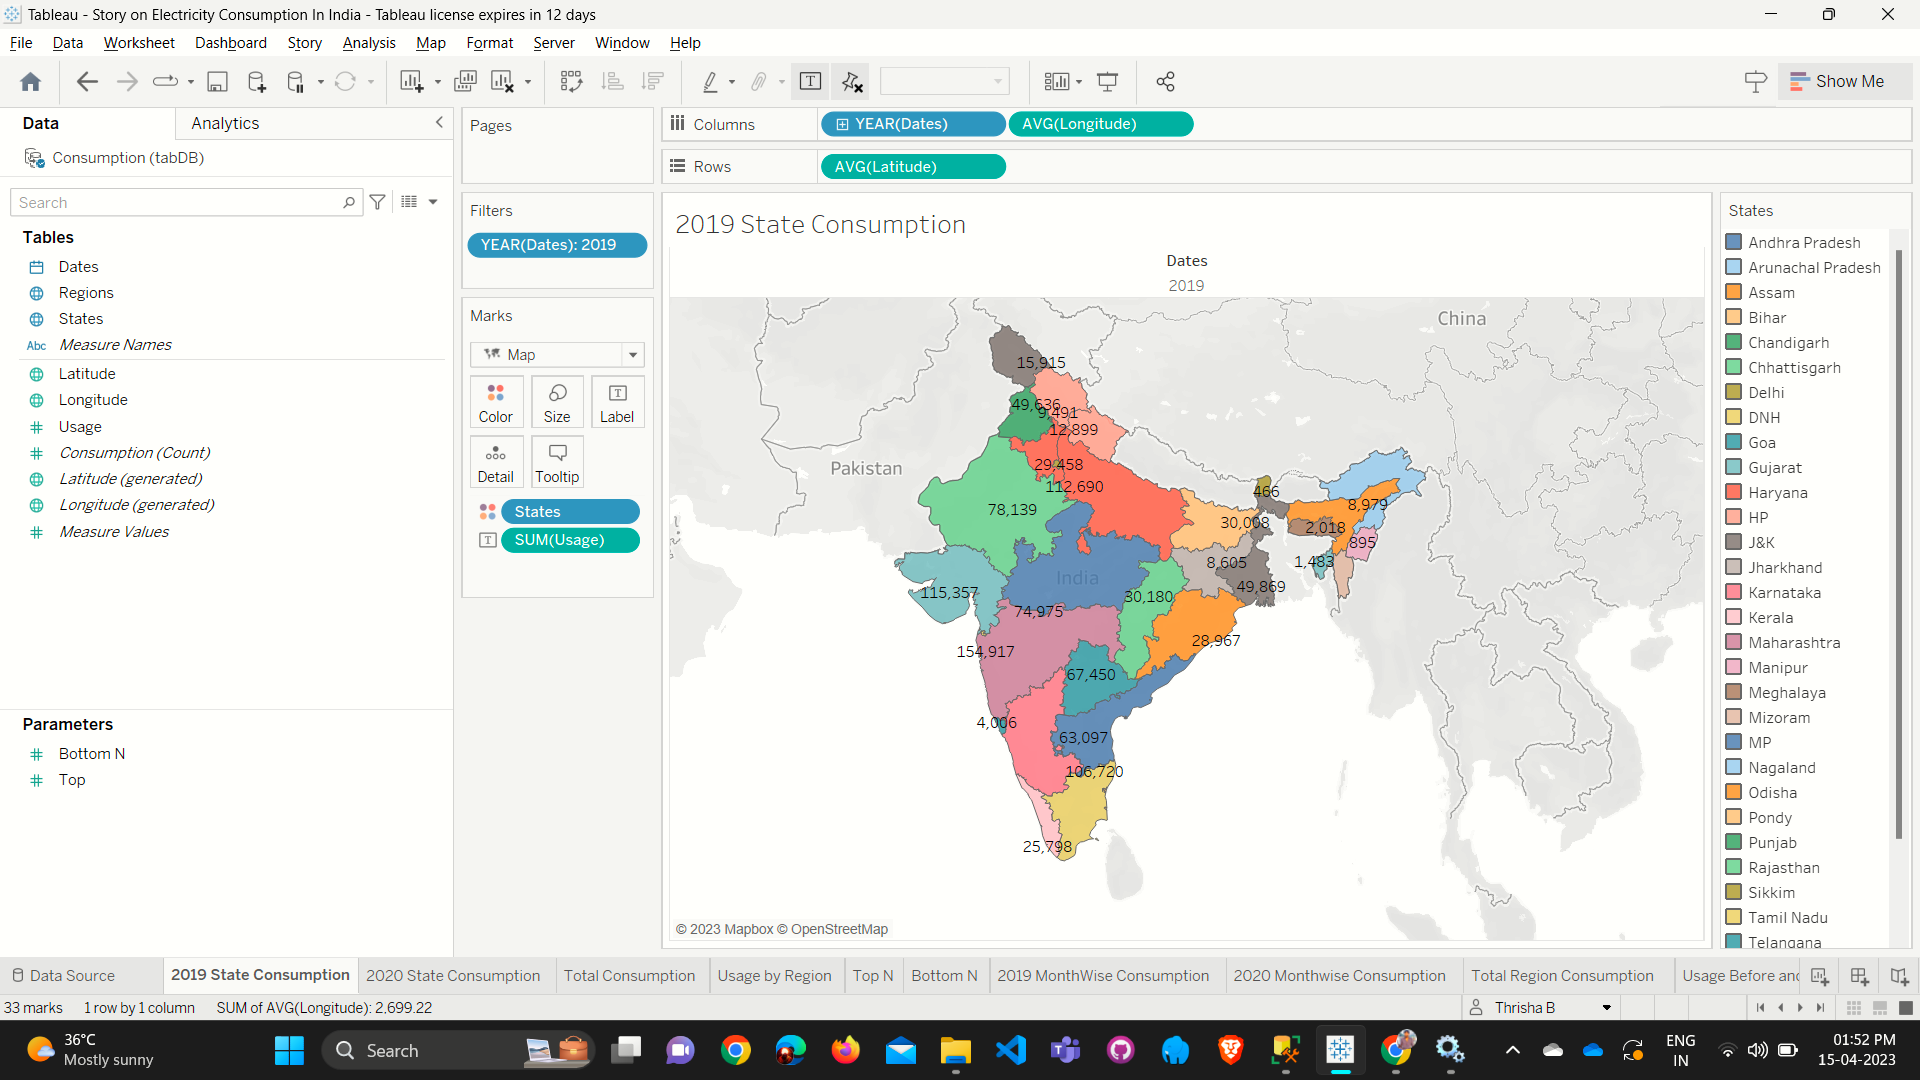 Tableau - Story on Electricity Consumption In India - Tableau license expires in 12 days
File Data Worksheet Dashboard Story Analysis Map Format Server Window Help
Show Me
Data Analytics
Consumption (tabDB)
Search
Tables
Dates
Regions
States
Abc Measure Names
Latitude
Longitude
Usage
Consumption (Count)
Latitude (generated)
Longitude (generated)
Measure Values
Parameters
Bottom N
Top
Pages
Filters
YEAR(Dates): 2019
Marks
Map
Color Size Label
Detail Tooltip
States
SUM(Usage)
Columns YEAR(Dates) AVG(Longitude)
Rows AVG(Latitude)
2019 State Consumption
Dates
2019
China
Pakistan
India
15,915
49,636
9,491
12,899
29,458
112,690
78,139
466
8,979
30,008
2,018
895
1,483
8,605
49,869
115,357
30,180
74,975
28,967
154,917
67,450
4,006
63,097
106,720
25,798
© 2023 Mapbox © OpenStreetMap
States
Andhra Pradesh
Arunachal Pradesh
Assam
Bihar
Chandigarh
Chhattisgarh
Delhi
DNH
Goa
Gujarat
Haryana
HP
J&K
Jharkhand
Karnataka
Kerala
Maharashtra
Manipur
Meghalaya
Mizoram
MP
Nagaland
Odisha
Pondy
Punjab
Rajasthan
Sikkim
Tamil Nadu
Telangana
Data Source 2019 State Consumption 2020 State Consumption Total Consumption Usage by Region Top N Bottom N 2019 MonthWise Consumption 2020 Monthwise Consumption Total Region Consumption Usage Before and
33 marks 1 row by 1 column SUM of AVG(Longitude): 2,699.22 Thrisha B
36°C
Mostly sunny
Search
ENG
IN
01:52 PM
15-04-2023